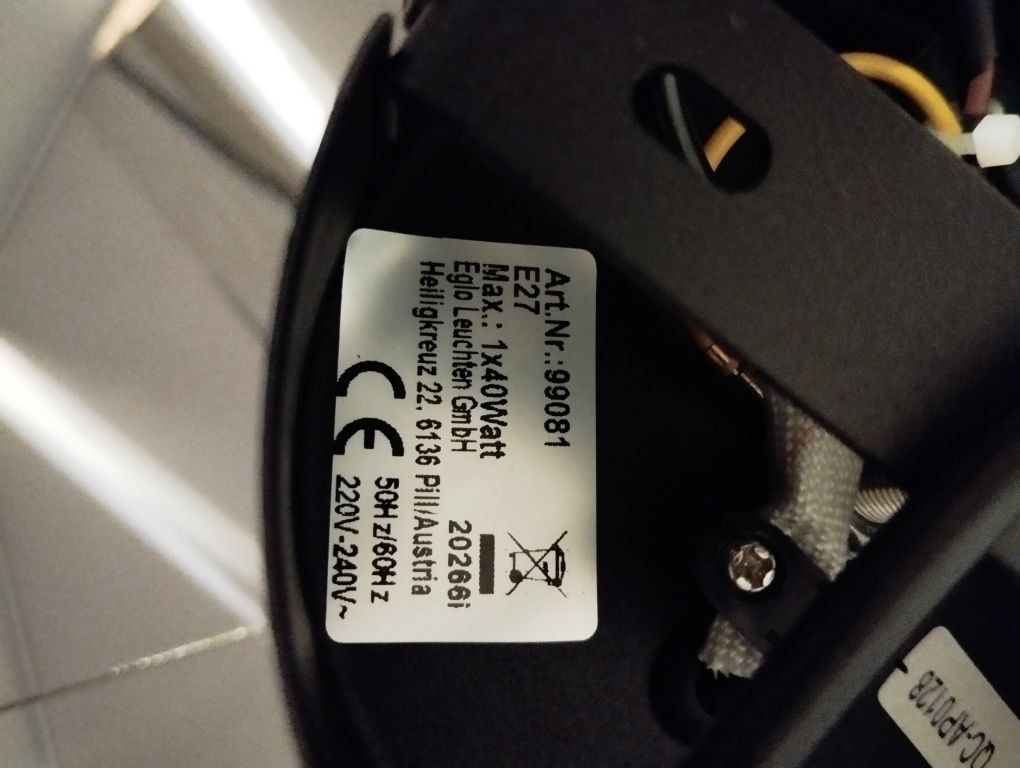 Art.Nr.:99081
E27
Max.: 1x40Watt
Eglo Leuchten GmbH 20266i
Heiligkreuz 22, 6136 Pill/Austria
CE 50Hz/60Hz
220V-240V~
QC-AP0128